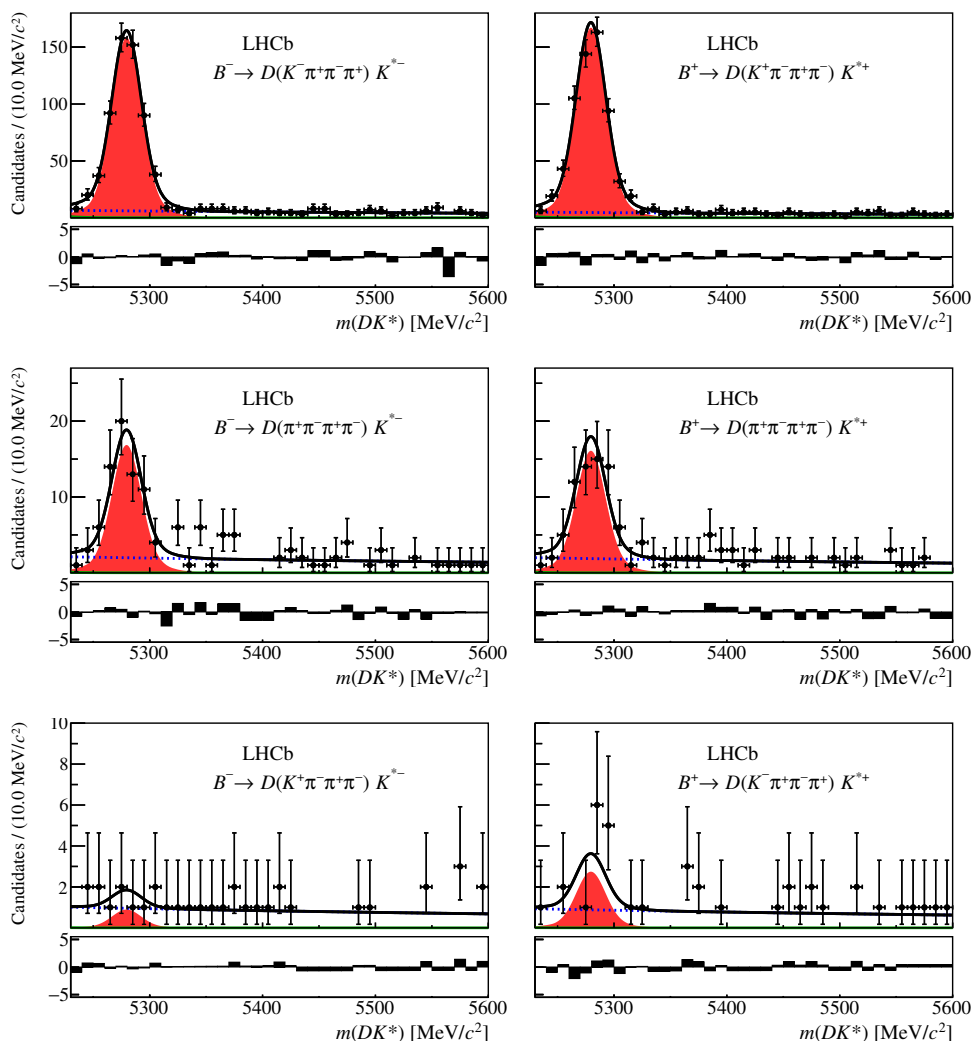 Candidates / (10.0 MeV/c²)
150
100
50
LHCb
B⁻ → D(K⁻π⁺π⁻π⁺) K*⁻
5
0
−5
5300 5400 5500 5600
m(DK*) [MeV/c²]
LHCb
B⁺ → D(K⁺π⁻π⁺π⁻) K*⁺
5300 5400 5500 5600
m(DK*) [MeV/c²]
Candidates / (10.0 MeV/c²)
20
10
LHCb
B⁻ → D(π⁺π⁻π⁺π⁻) K*⁻
5
0
−5
5300 5400 5500 5600
m(DK*) [MeV/c²]
LHCb
B⁺ → D(π⁺π⁻π⁺π⁻) K*⁺
5
0
−5
5300 5400 5500 5600
m(DK*) [MeV/c²]
Candidates / (10.0 MeV/c²)
10
8
6
4
2
LHCb
B⁻ → D(K⁺π⁻π⁺π⁻) K*⁻
5
0
−5
5300 5400 5500 5600
m(DK*) [MeV/c²]
LHCb
B⁺ → D(K⁻π⁺π⁻π⁺) K*⁺
5300 5400 5500 5600
m(DK*) [MeV/c²]